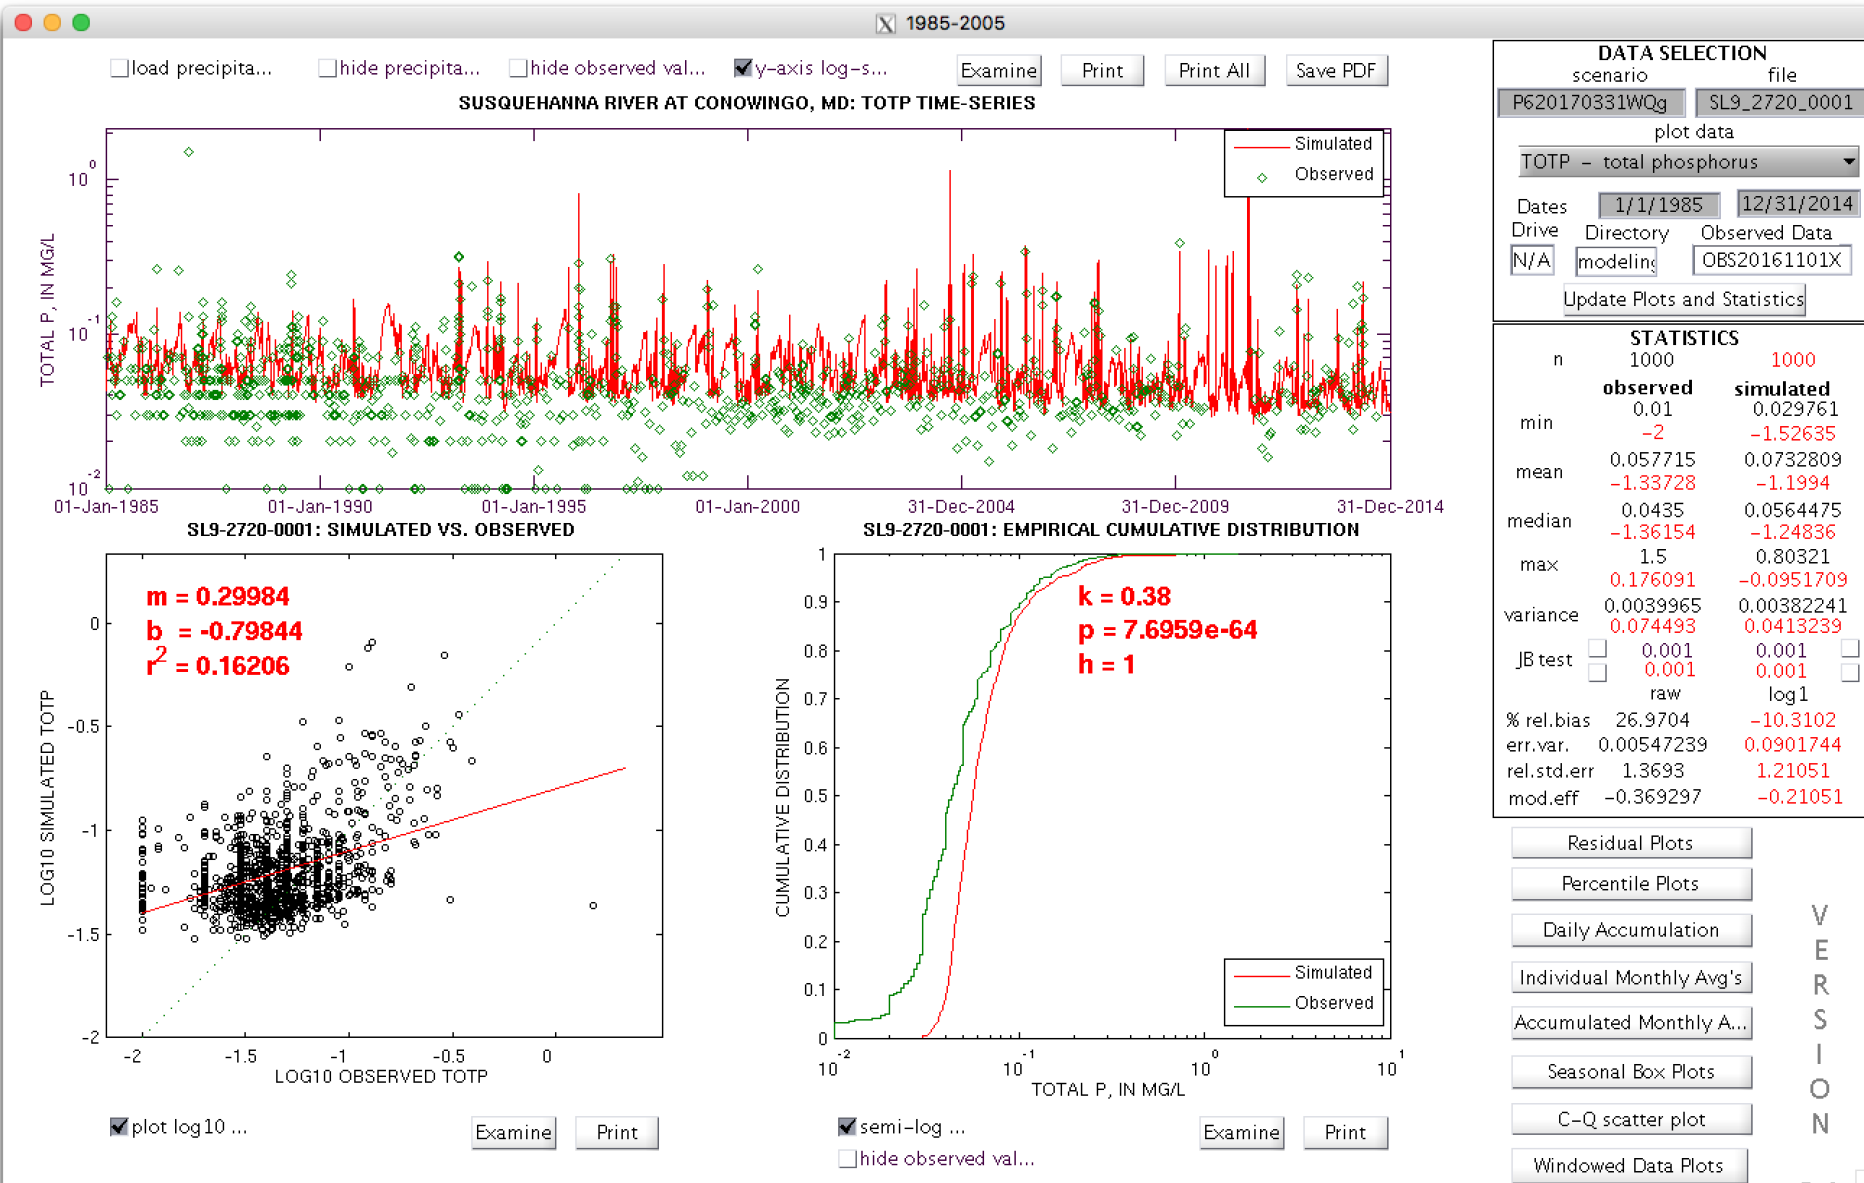 1985-2005
load precipita...
hide precipita...
hide observed val...
y-axis log-s...
Examine
Print
Print All
Save PDF
SUSQUEHANNA RIVER AT CONOWINGO, MD: TOTP TIME-SERIES
TOTAL P, IN MG/L
10^0
10^-1
10^-2
Simulated
Observed
01-Jan-1985
01-Jan-1990
01-Jan-1995
01-Jan-2000
31-Dec-2004
31-Dec-2009
31-Dec-2014
SL9-2720-0001: SIMULATED VS. OBSERVED
m = 0.29984
b = -0.79844
r^2 = 0.16206
LOG10 SIMULATED TOTP
0
-0.5
-1
-1.5
-2
-2
-1.5
-1
-0.5
0
LOG10 OBSERVED TOTP
plot log10 ...
Examine
Print
SL9-2720-0001: EMPIRICAL CUMULATIVE DISTRIBUTION
k = 0.38
p = 7.6959e-64
h = 1
CUMULATIVE DISTRIBUTION
1
0.9
0.8
0.7
0.6
0.5
0.4
0.3
0.2
0.1
0
Simulated
Observed
10^-2
10^-1
10^0
10^1
TOTAL P, IN MG/L
semi-log ...
hide observed val...
Examine
Print
DATA SELECTION
scenario file
P620170331WQg SL9_2720_0001
plot data
TOTP - total phosphorus
Dates 1/1/1985 12/31/2014
Drive Directory Observed Data
N/A modeling OBS20161101X
Update Plots and Statistics
STATISTICS
n 1000 1000
observed simulated
min 0.01 0.029761
-2 -1.52635
mean 0.057715 0.0732809
-1.33728 -1.1994
median 0.0435 0.0564475
-1.36154 -1.24836
max 1.5 0.80321
0.176091 -0.0951709
variance 0.0039965 0.00382241
0.074493 0.0413239
JB test 0.001 0.001
0.001 0.001
raw log1
% rel.bias 26.9704 -10.3102
err.var. 0.00547239 0.0901744
rel.std.err 1.3693 1.21051
mod.eff -0.369297 -0.21051
Residual Plots
Percentile Plots
Daily Accumulation
Individual Monthly Avg's
Accumulated Monthly A...
Seasonal Box Plots
C-Q scatter plot
Windowed Data Plots
VERSION